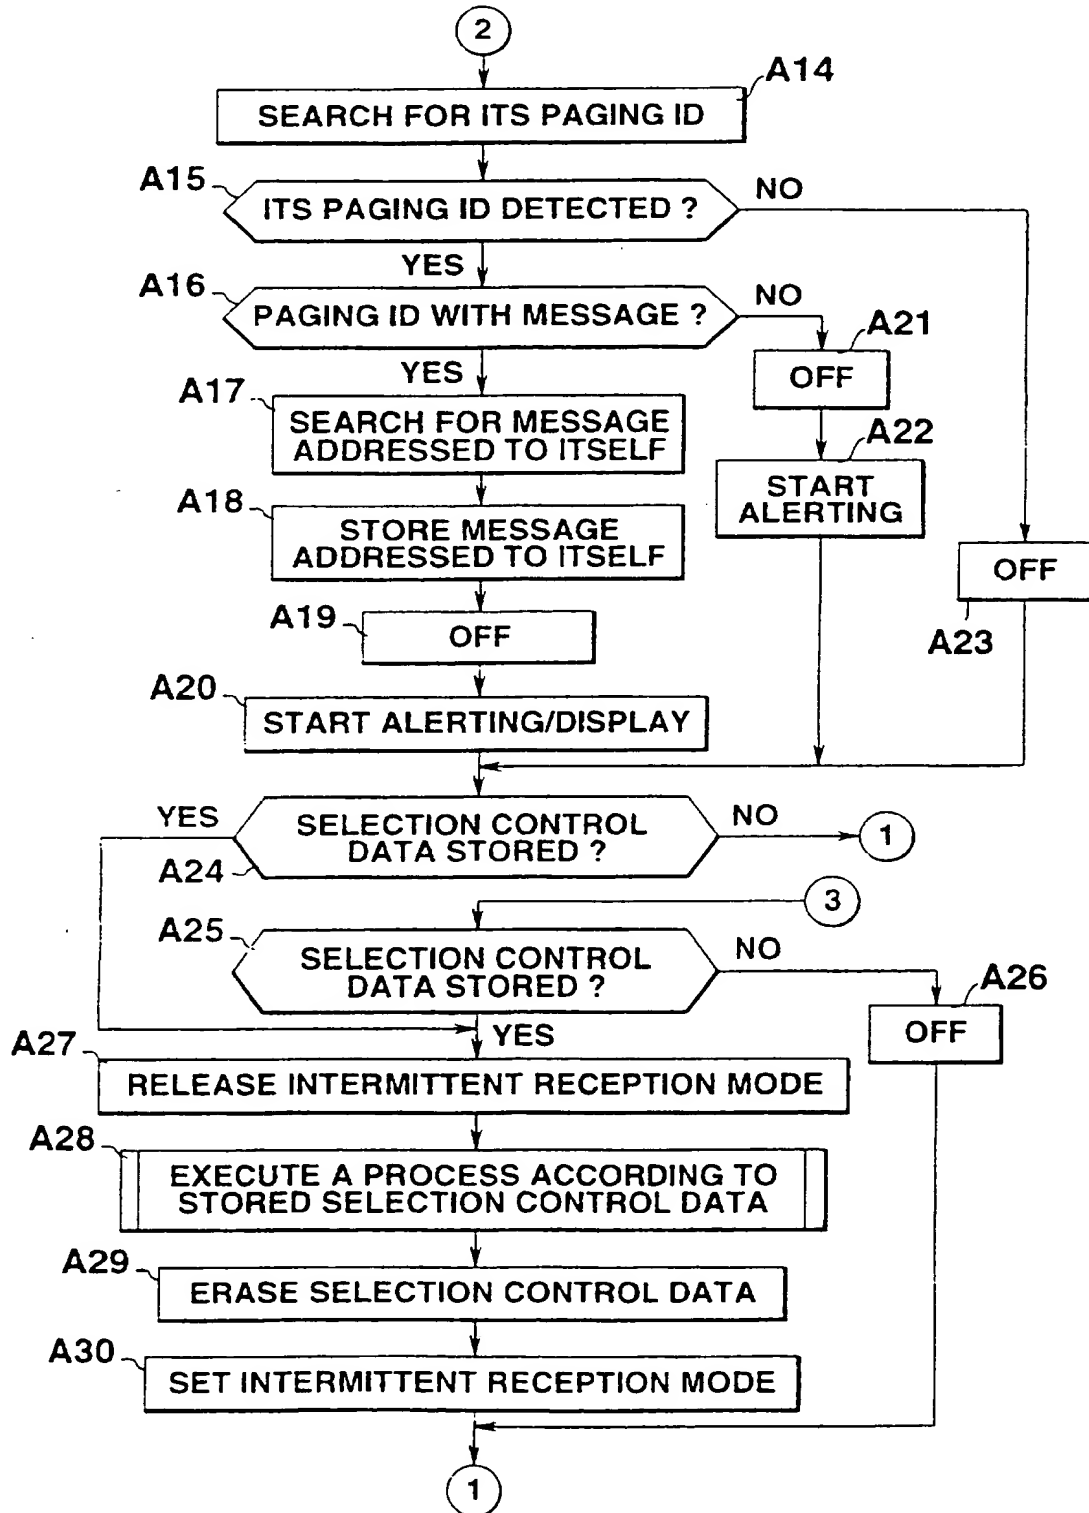 2
A14
SEARCH FOR ITS PAGING ID
A15
ITS PAGING ID DETECTED ?
NO
YES
A16
PAGING ID WITH MESSAGE ?
NO
YES
A21
OFF
A17
SEARCH FOR MESSAGE
ADDRESSED TO ITSELF
A22
START
ALERTING
A18
STORE MESSAGE
ADDRESSED TO ITSELF
OFF
A23
A19
OFF
A20
START ALERTING/DISPLAY
YES
SELECTION CONTROL
DATA STORED ?
NO
1
A24
3
A25
SELECTION CONTROL
DATA STORED ?
NO
A26
OFF
YES
A27
RELEASE INTERMITTENT RECEPTION MODE
A28
EXECUTE A PROCESS ACCORDING TO
STORED SELECTION CONTROL DATA
A29
ERASE SELECTION CONTROL DATA
A30
SET INTERMITTENT RECEPTION MODE
1